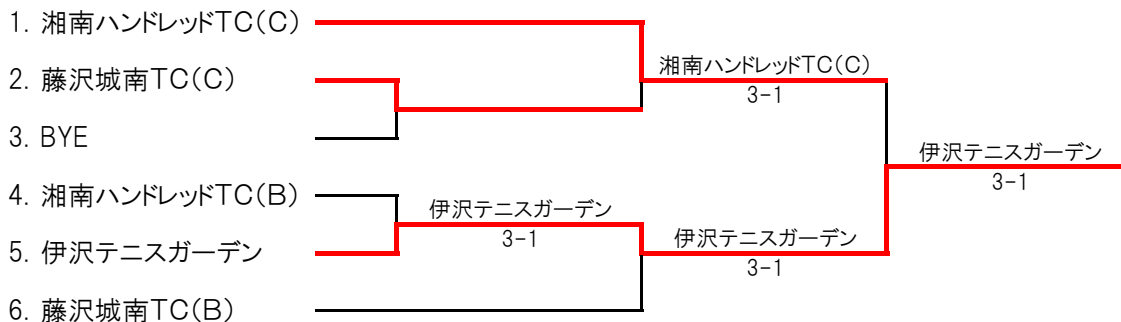 1. 湘南ハンドレッドTC(C)
2. 藤沢城南TC(C)
3. BYE
4. 湘南ハンドレッドTC(B)
5. 伊沢テニスガーデン
6. 藤沢城南TC(B)
伊沢テニスガーデン
3-1
湘南ハンドレッドTC(C)
3-1
伊沢テニスガーデン
3-1
伊沢テニスガーデン
3-1